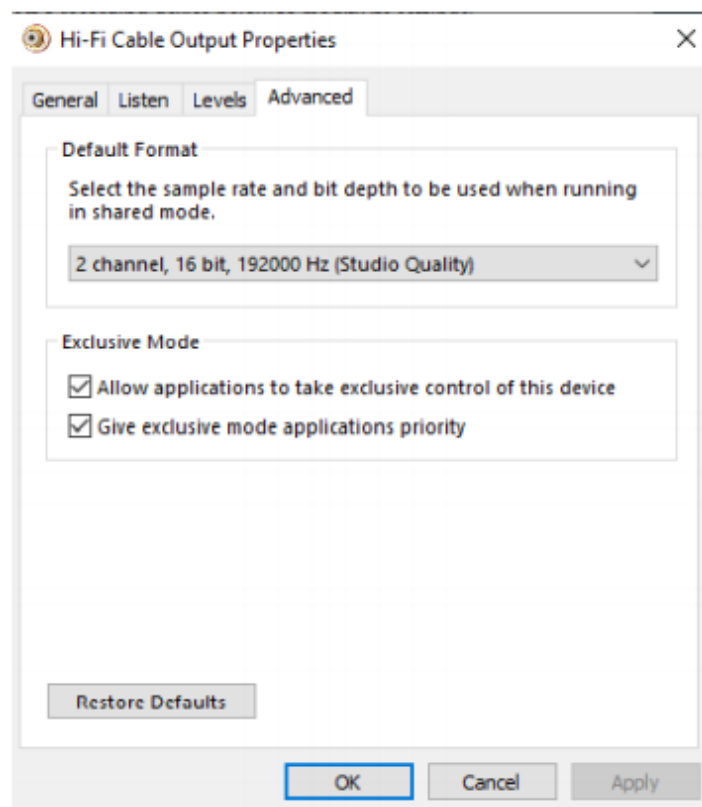 Hi-Fi Cable Output Properties
General Listen Levels Advanced
Default Format
Select the sample rate and bit depth to be used when running
in shared mode.
2 channel, 16 bit, 192000 Hz (Studio Quality)
Exclusive Mode
Allow applications to take exclusive control of this device
Give exclusive mode applications priority
Restore Defaults
OK Cancel Apply